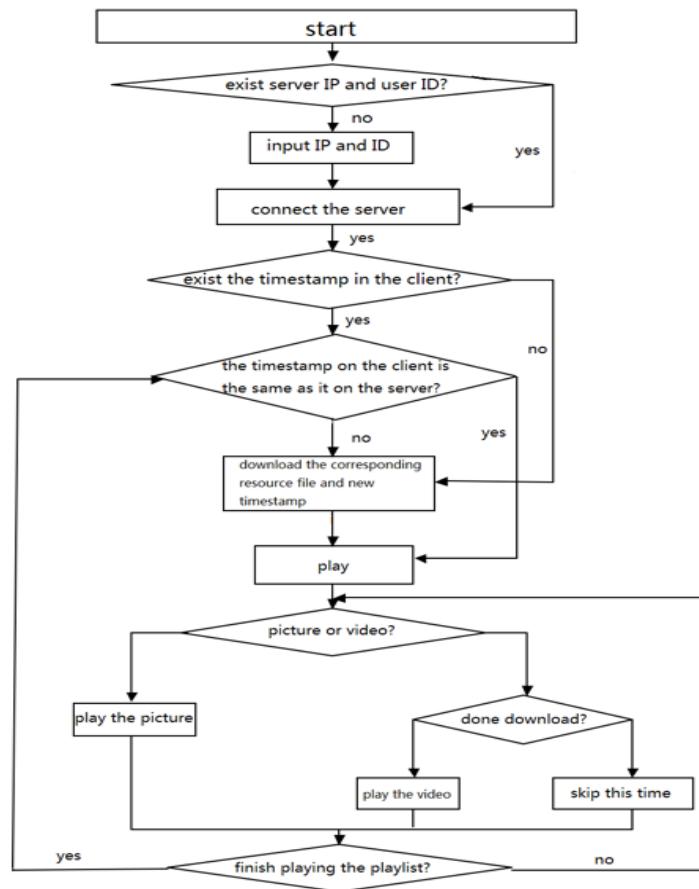 start
exist server IP and user ID?
no
yes
input IP and ID
connect the server
yes
exist the timestamp in the client?
yes
no
the timestamp on the client is
the same as it on the server?
no
yes
download the corresponding
resource file and new
timestamp
play
picture or video?
play the picture
done download?
play the video
skip this time
yes
finish playing the playlist?
no